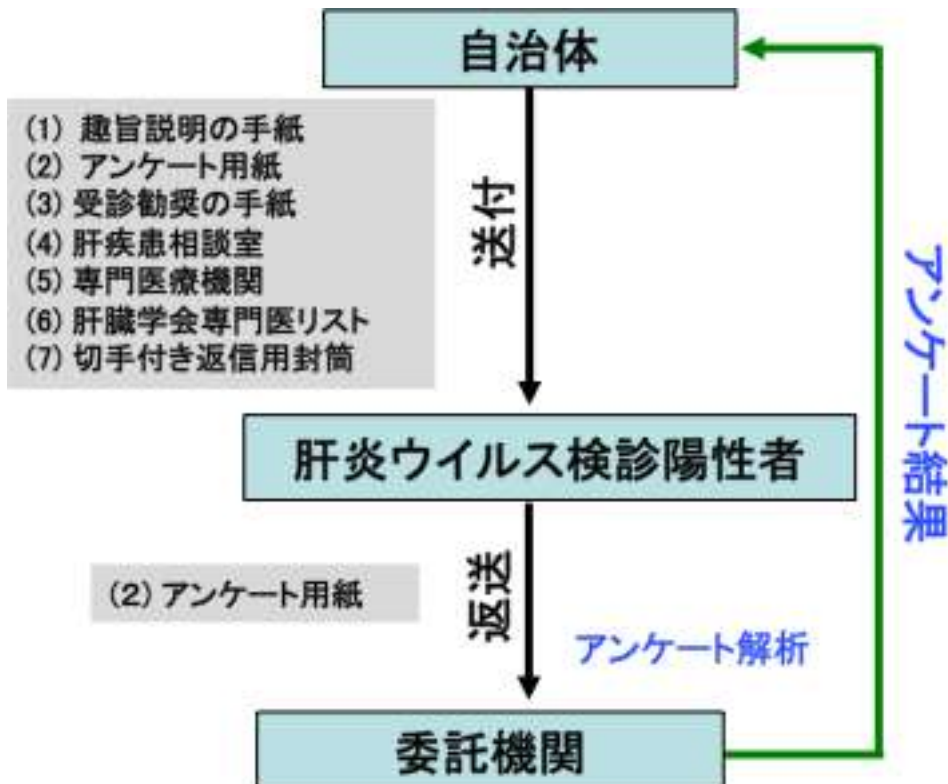 自治体
(1) 趣旨説明の手紙
(2) アンケート用紙
(3) 受診勧奨の手紙
(4) 肝疾患相談室
(5) 専門医療機関
(6) 肝臓学会専門医リスト
(7) 切手付き返信用封筒
送付
肝炎ウイルス検診陽性者
(2) アンケート用紙
返送
アンケート解析
委託機関
アンケート結果